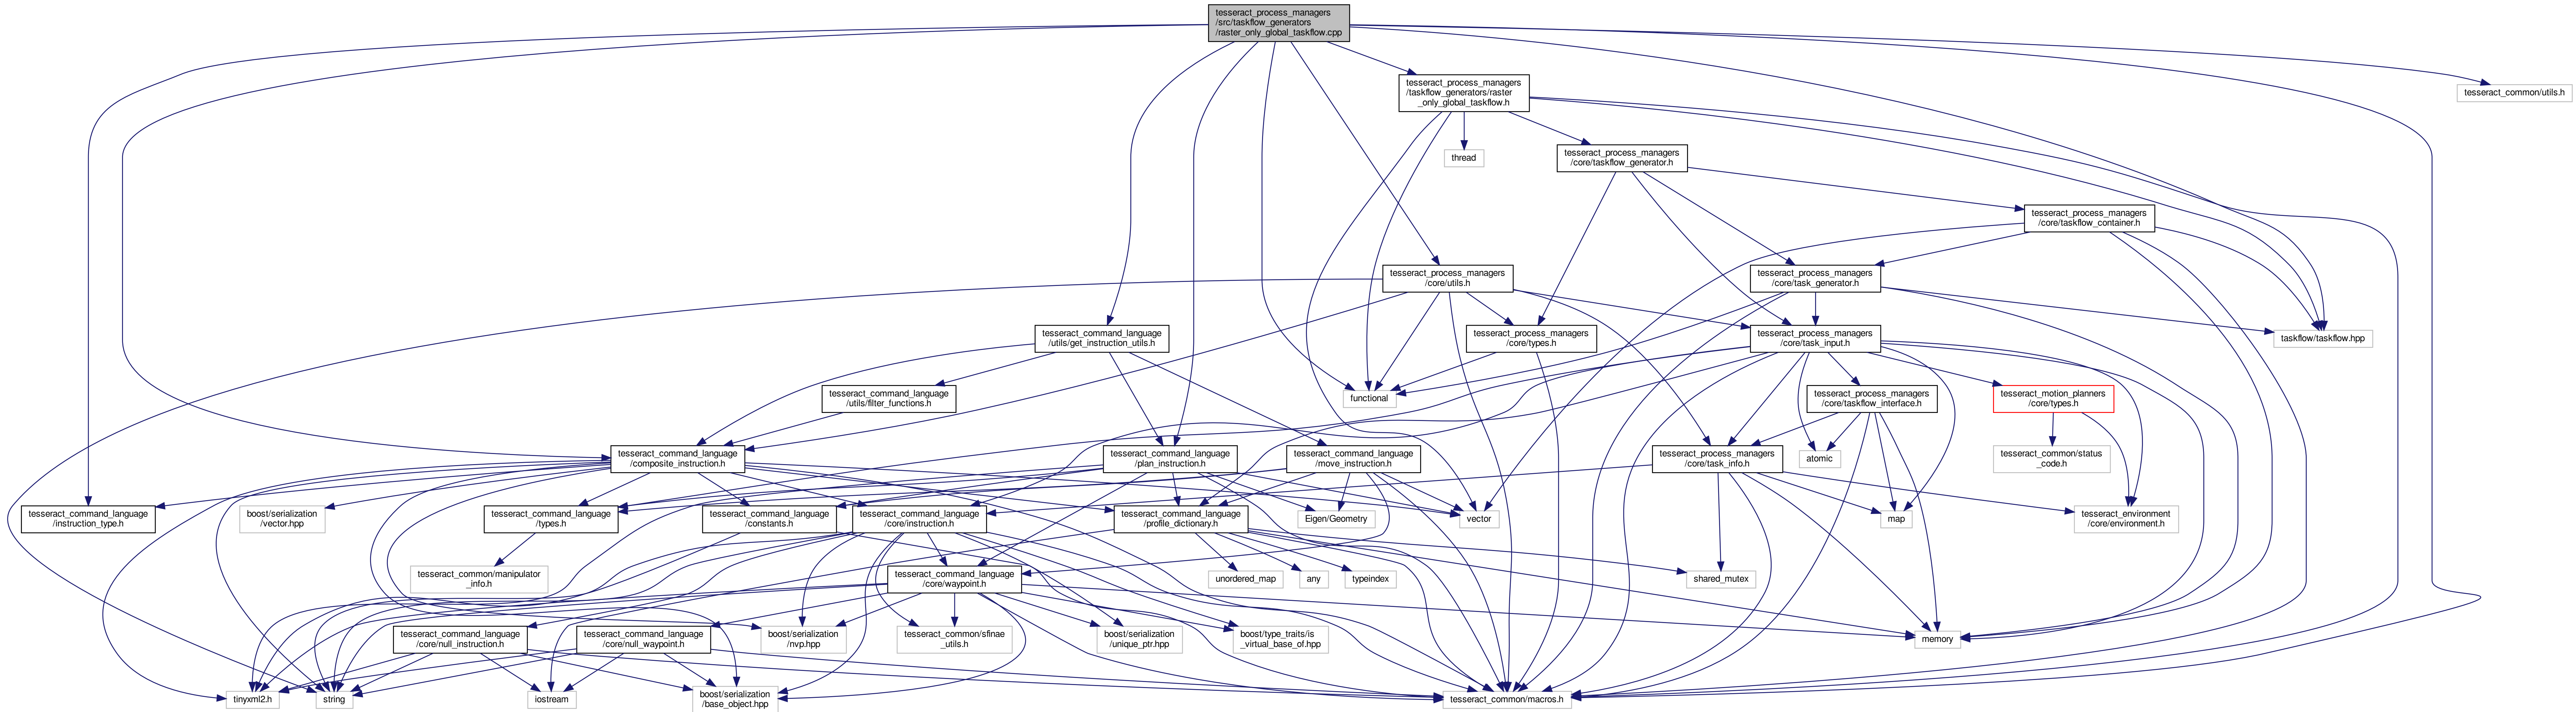 tesseract_process_managers
/src/taskflow_generators
/raster_only_global_taskflow.cpp
tesseract_process_managers
/taskflow_generators/raster
_only_global_taskflow.h
tesseract_common/utils.h
thread
tesseract_process_managers
/core/taskflow_generator.h
tesseract_process_managers
/core/taskflow_container.h
tesseract_process_managers
/core/utils.h
tesseract_process_managers
/core/task_generator.h
tesseract_command_language
/utils/get_instruction_utils.h
tesseract_process_managers
/core/types.h
tesseract_process_managers
/core/task_input.h
taskflow/taskflow.hpp
tesseract_command_language
/utils/filter_functions.h
functional
tesseract_process_managers
/core/taskflow_interface.h
tesseract_motion_planners
/core/types.h
tesseract_command_language
/composite_instruction.h
tesseract_command_language
/plan_instruction.h
tesseract_command_language
/move_instruction.h
tesseract_process_managers
/core/task_info.h
atomic
tesseract_common/status
_code.h
tesseract_command_language
/instruction_type.h
boost/serialization
/vector.hpp
tesseract_command_language
/types.h
tesseract_command_language
/constants.h
tesseract_command_language
/core/instruction.h
tesseract_command_language
/profile_dictionary.h
Eigen/Geometry
vector
map
tesseract_environment
/core/environment.h
tesseract_common/manipulator
_info.h
tesseract_command_language
/core/waypoint.h
unordered_map
any
typeindex
shared_mutex
tesseract_command_language
/core/null_instruction.h
tesseract_command_language
/core/null_waypoint.h
boost/serialization
/nvp.hpp
tesseract_common/sfinae
_utils.h
boost/serialization
/unique_ptr.hpp
boost/type_traits/is
_virtual_base_of.hpp
memory
tinyxml2.h
string
iostream
boost/serialization
/base_object.hpp
tesseract_common/macros.h